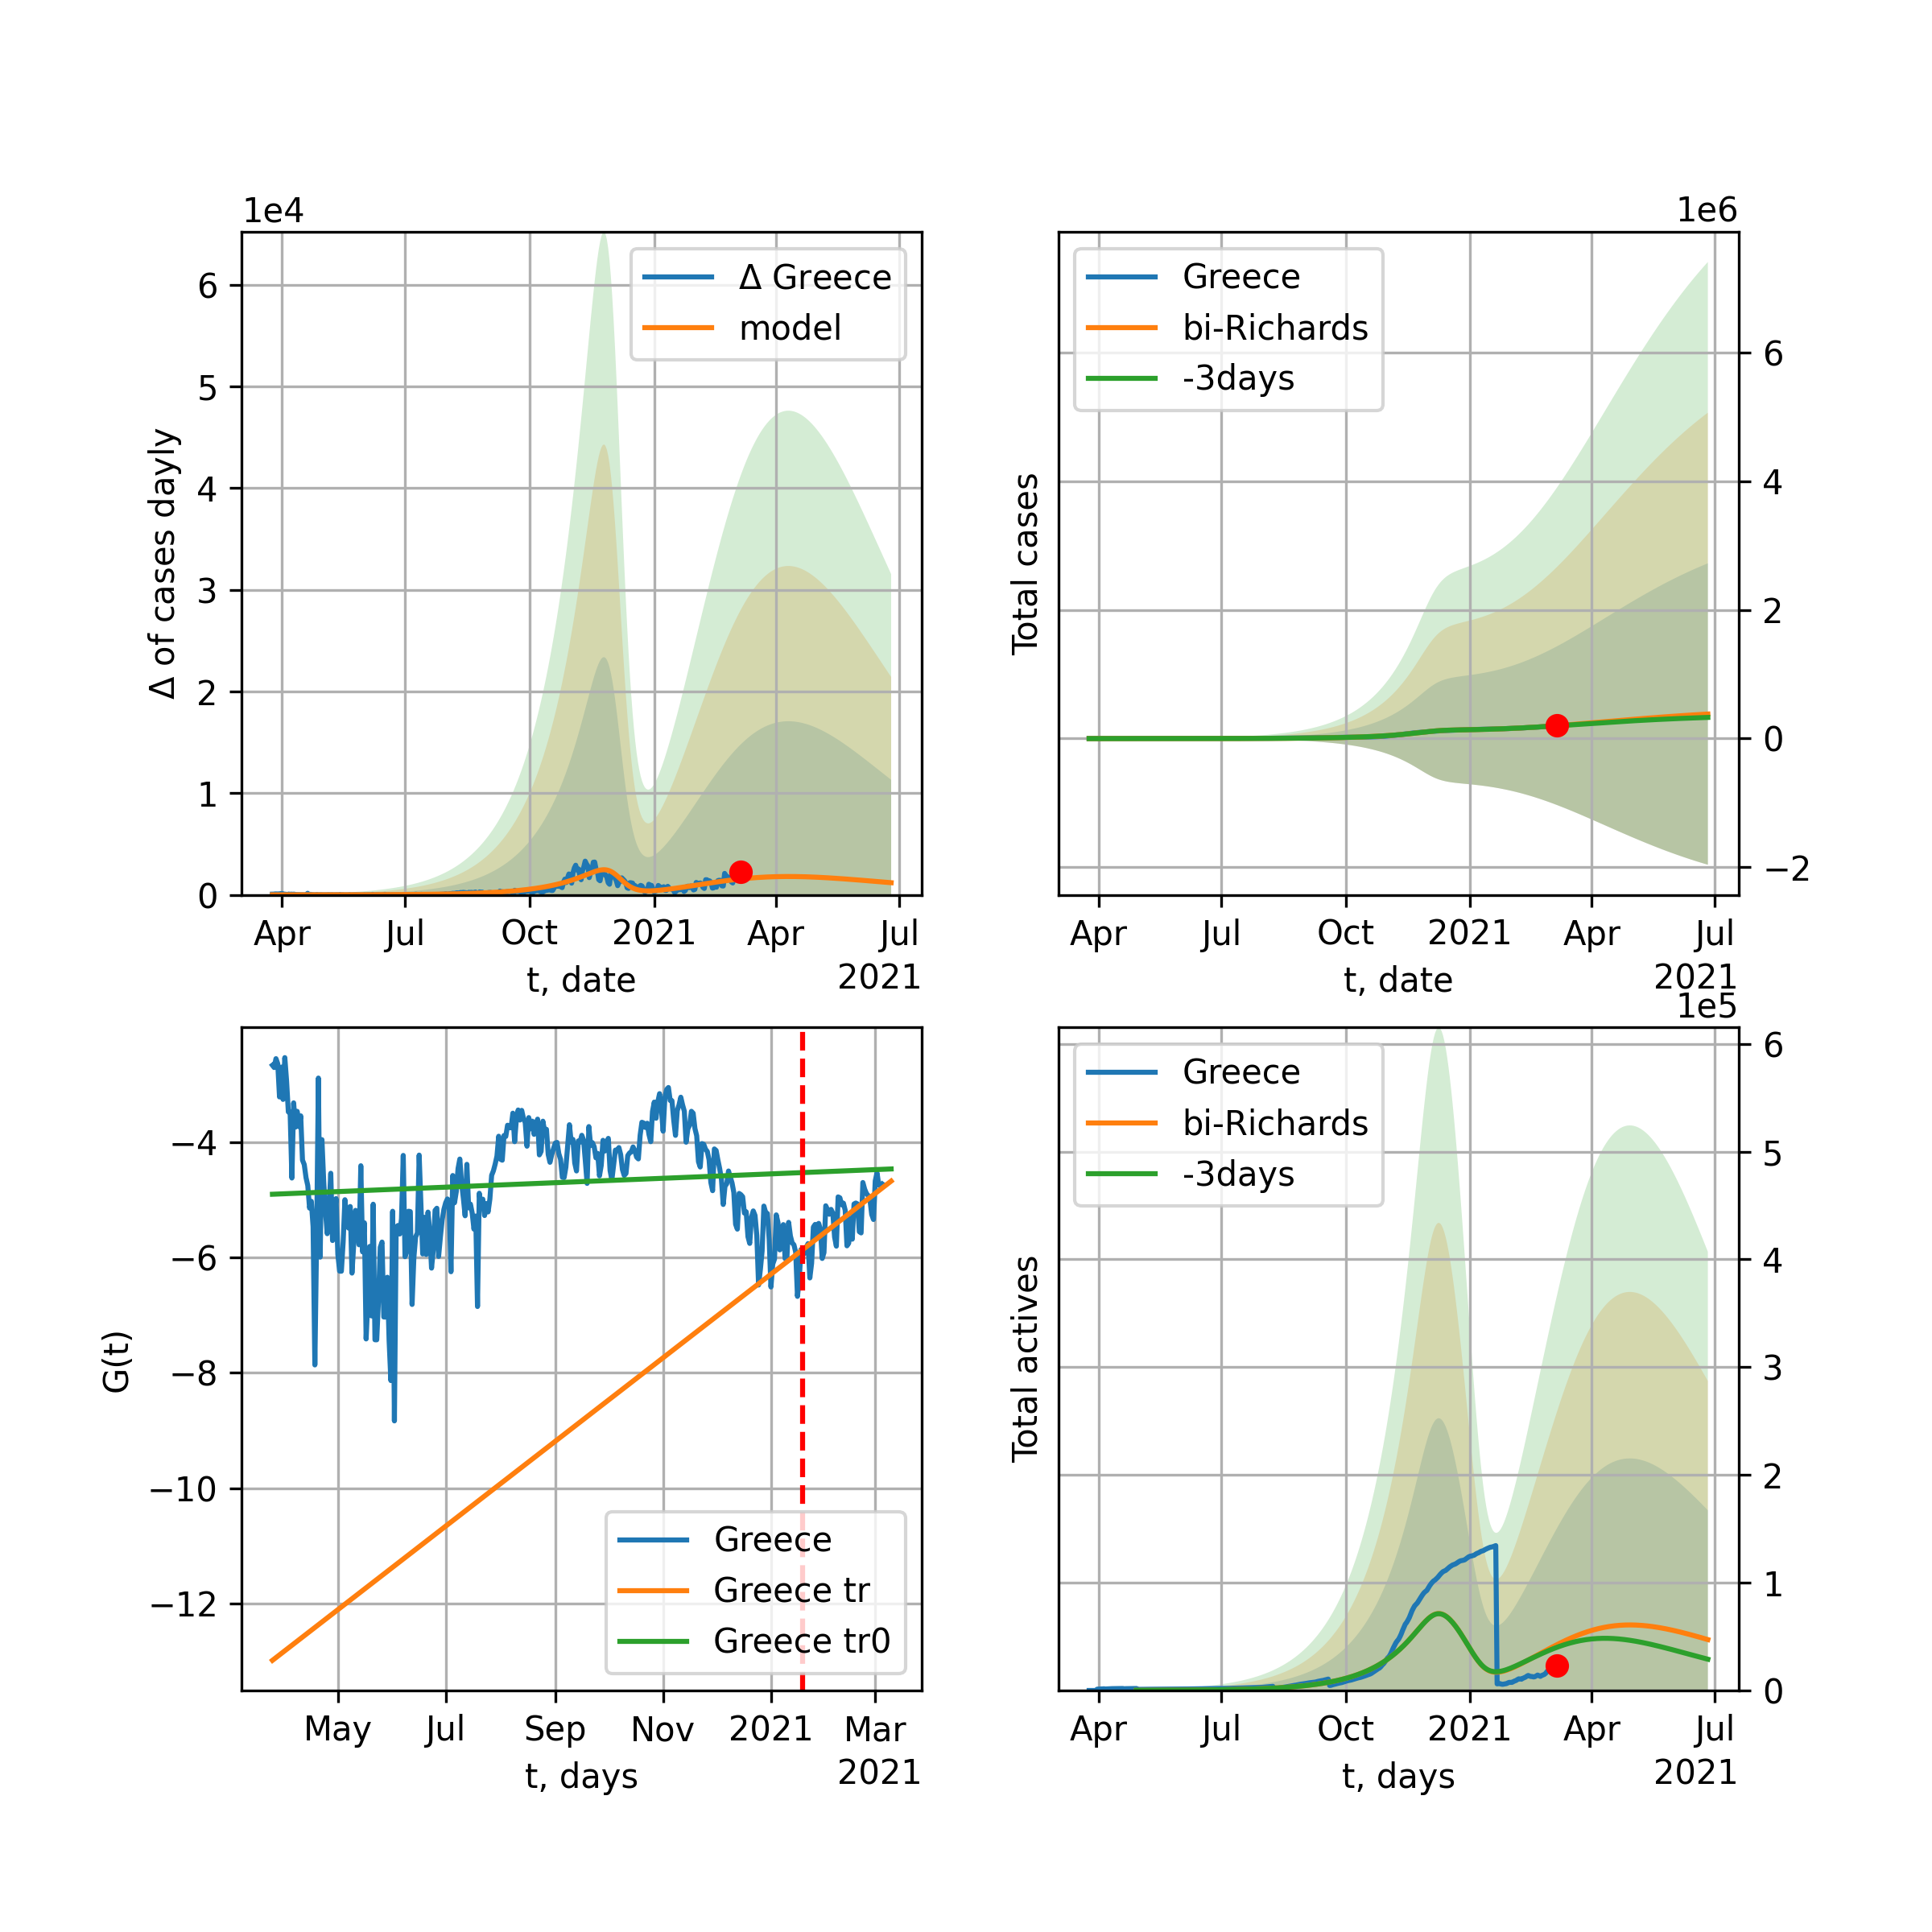 1e4
6
5
4
3
2
1
0
Δ of cases dayly
Δ Greece
model
Apr
Jul
Oct
2021
Apr
Jul
t, date
2021
1e6
6
4
2
0
−2
Total cases
Greece
bi-Richards
-3days
Apr
Jul
Oct
2021
Apr
Jul
t, date
2021
−4
−6
−8
−10
−12
G(t)
Greece
Greece tr
Greece tr0
May
Jul
Sep
Nov
2021
Mar
t, days
2021
1e5
6
5
4
3
2
1
0
Total actives
Greece
bi-Richards
-3days
Apr
Jul
Oct
2021
Apr
Jul
t, days
2021